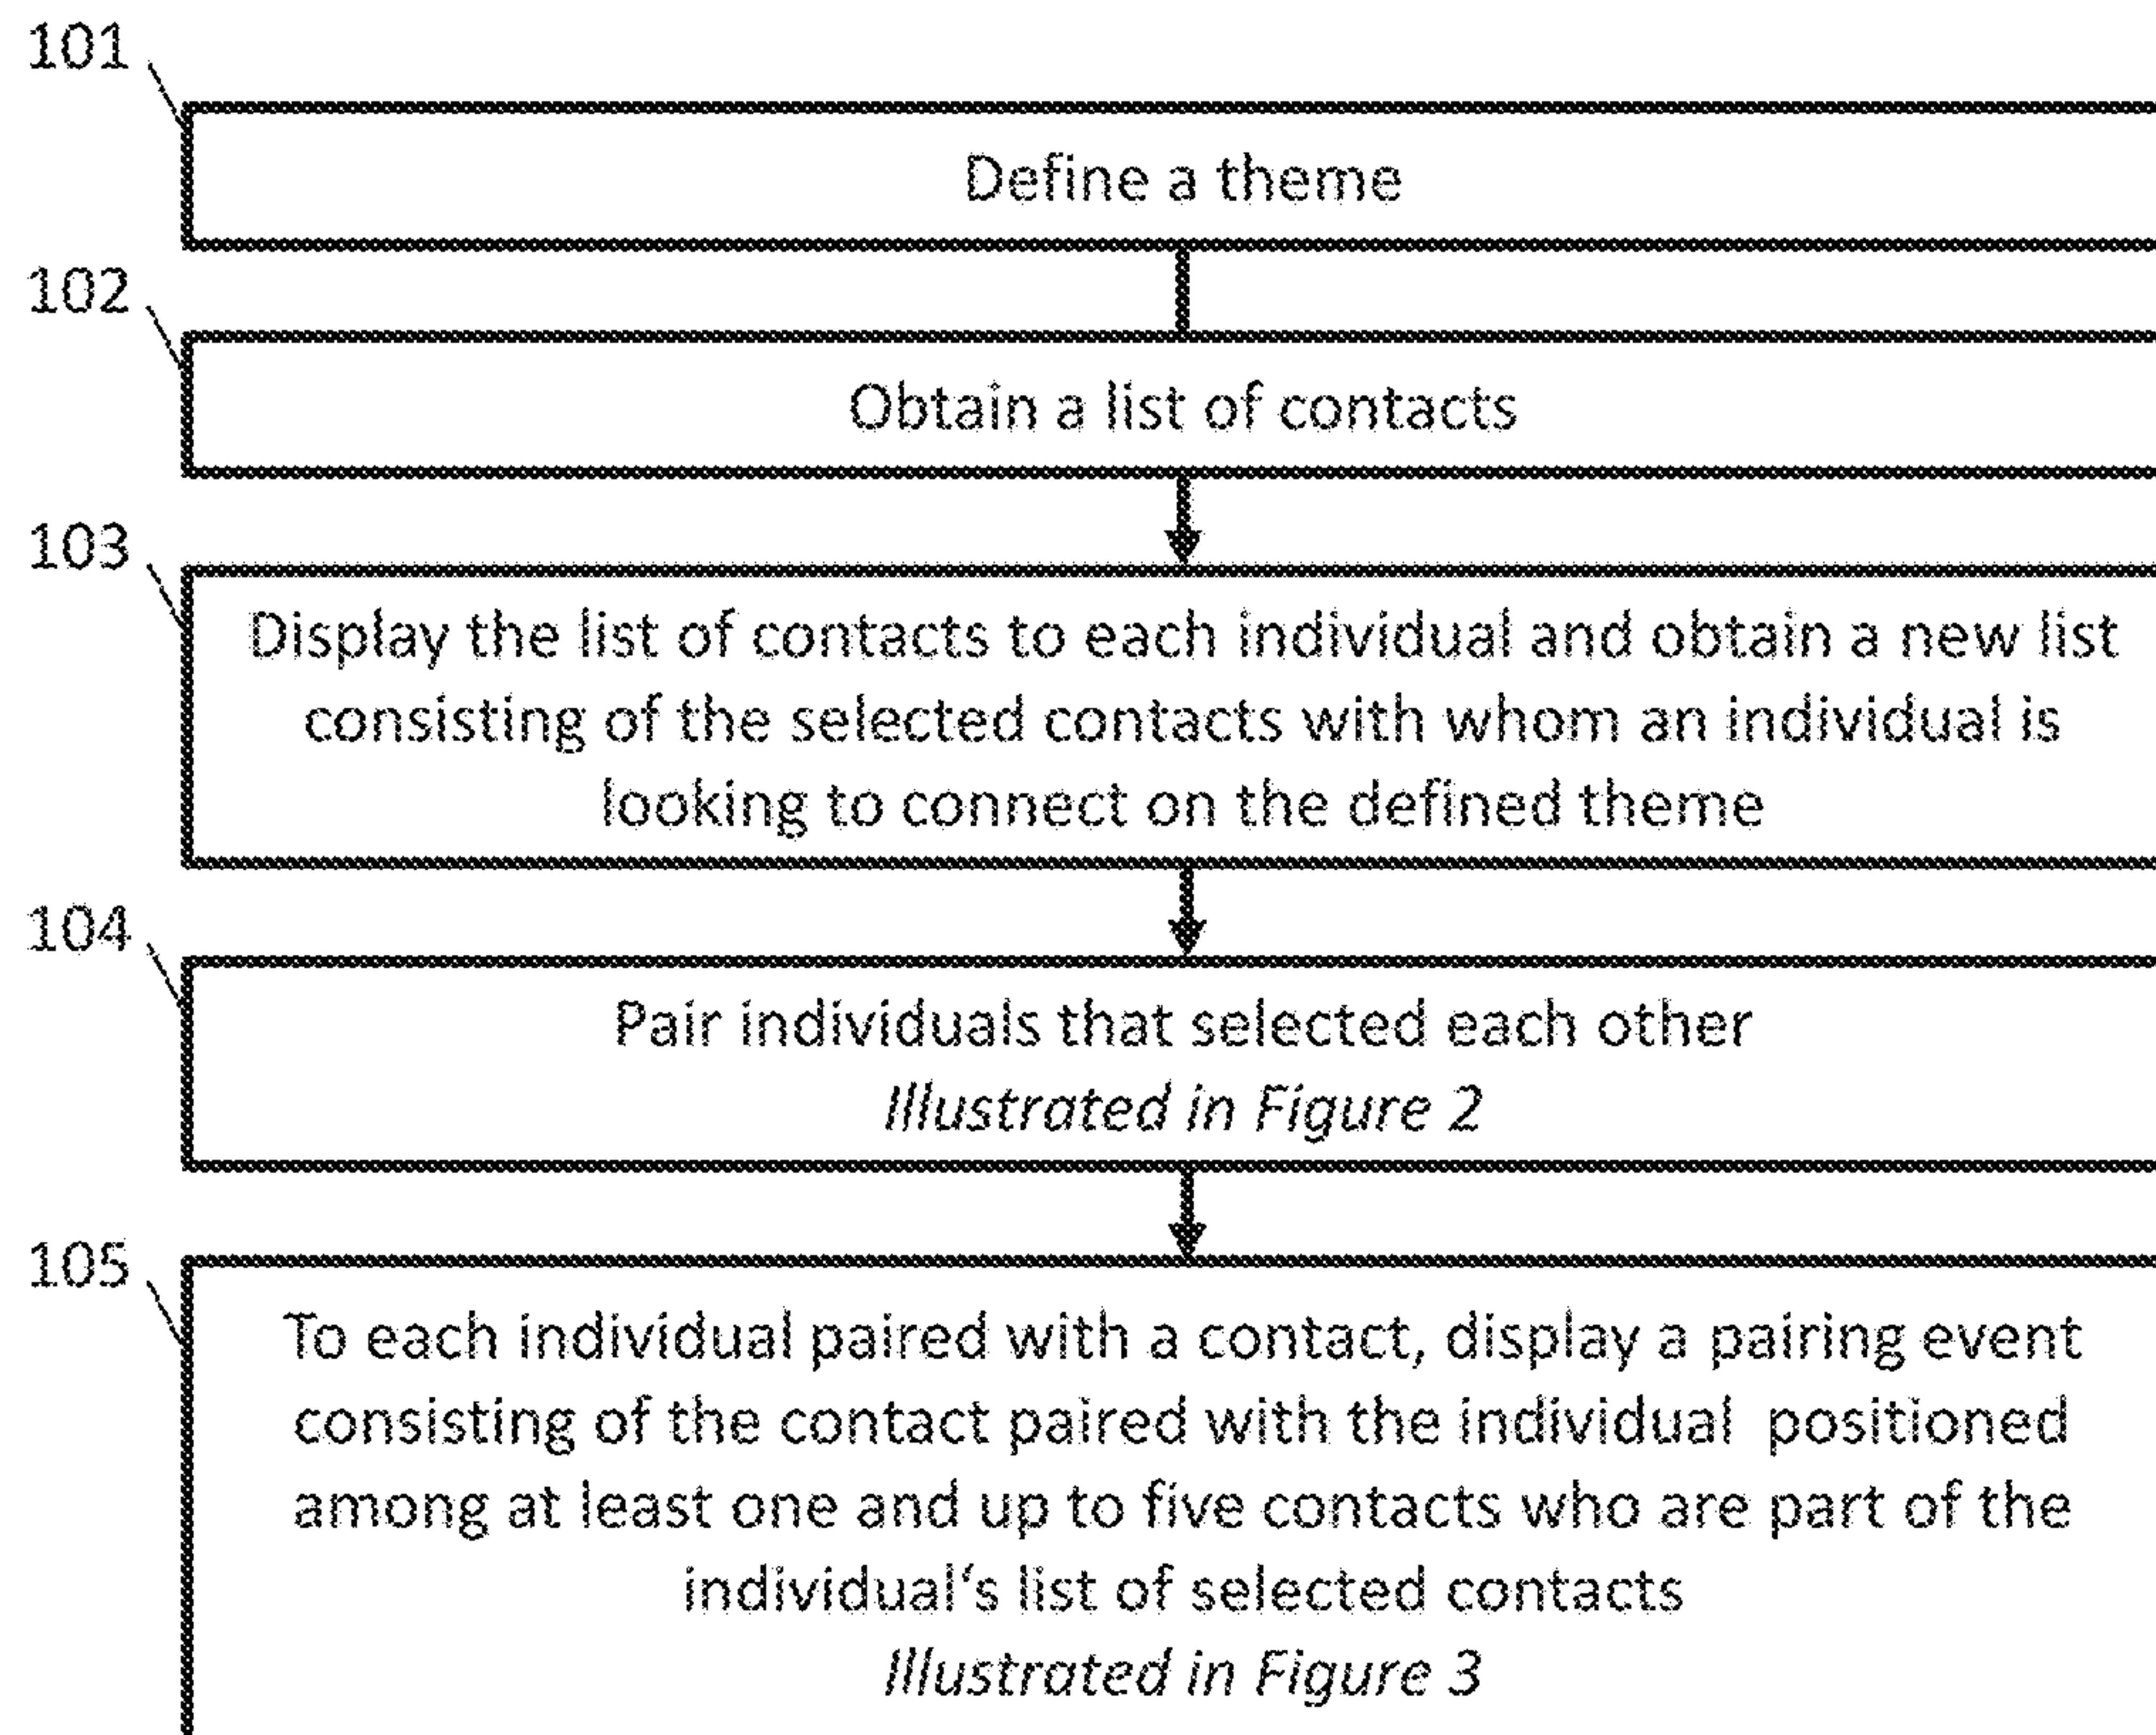 101
Define a theme
102
Obtain a list of contacts
103
Display the list of contacts to each individual and obtain a new list
consisting of the selected contacts with whom an individual is
looking to connect on the defined theme
104
Pair individuals that selected each other
Illustrated in Figure 2
105
To each individual paired with a contact, display a pairing event
consisting of the contact paired with the individual positioned
among at least one and up to five contacts who are part of the
individual‘s list of selected contacts
Illustrated in Figure 3